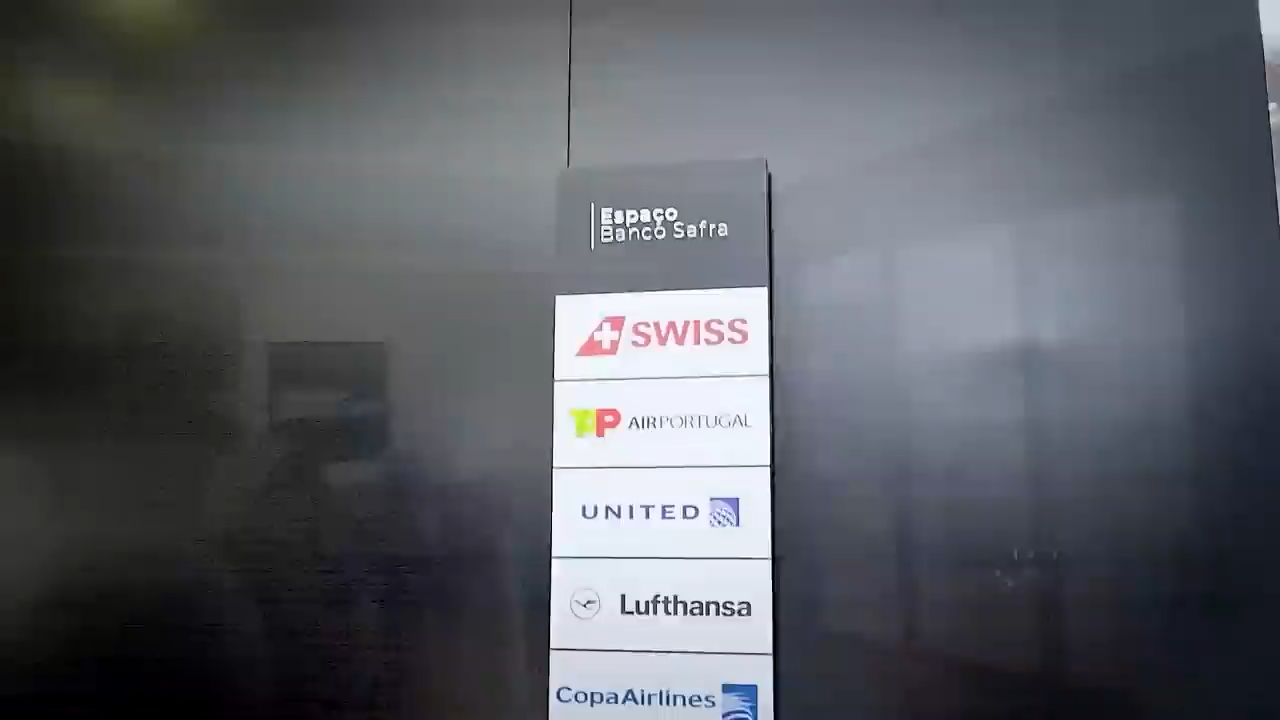 Espaço
Banco Safra
SWISS
TAP AIRPORTUGAL
UNITED
Lufthansa
CopaAirlines